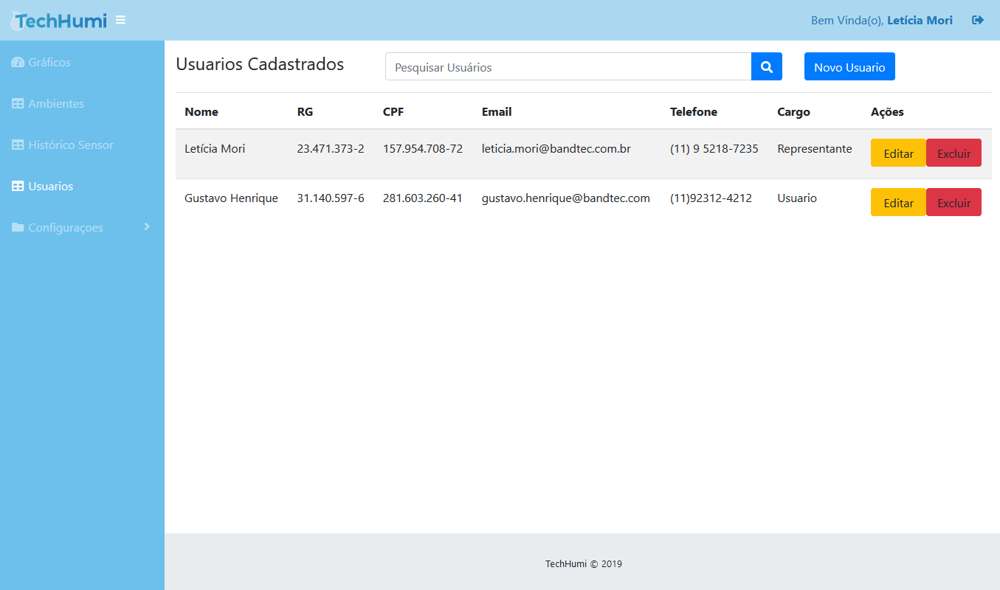 TechHumi
Bem Vinda(o), Letícia Mori
Gráficos
Ambientes
Histórico Sensor
Usuarios
Configuraçoes
Usuarios Cadastrados
Pesquisar Usuários
Novo Usuario
Nome RG CPF Email Telefone Cargo Ações
Letícia Mori 23.471.373-2 157.954.708-72 leticia.mori@bandtec.com.br (11) 9 5218-7235 Representante Editar Excluir
Gustavo Henrique 31.140.597-6 281.603.260-41 gustavo.henrique@bandtec.com (11)92312-4212 Usuario Editar Excluir
TechHumi © 2019